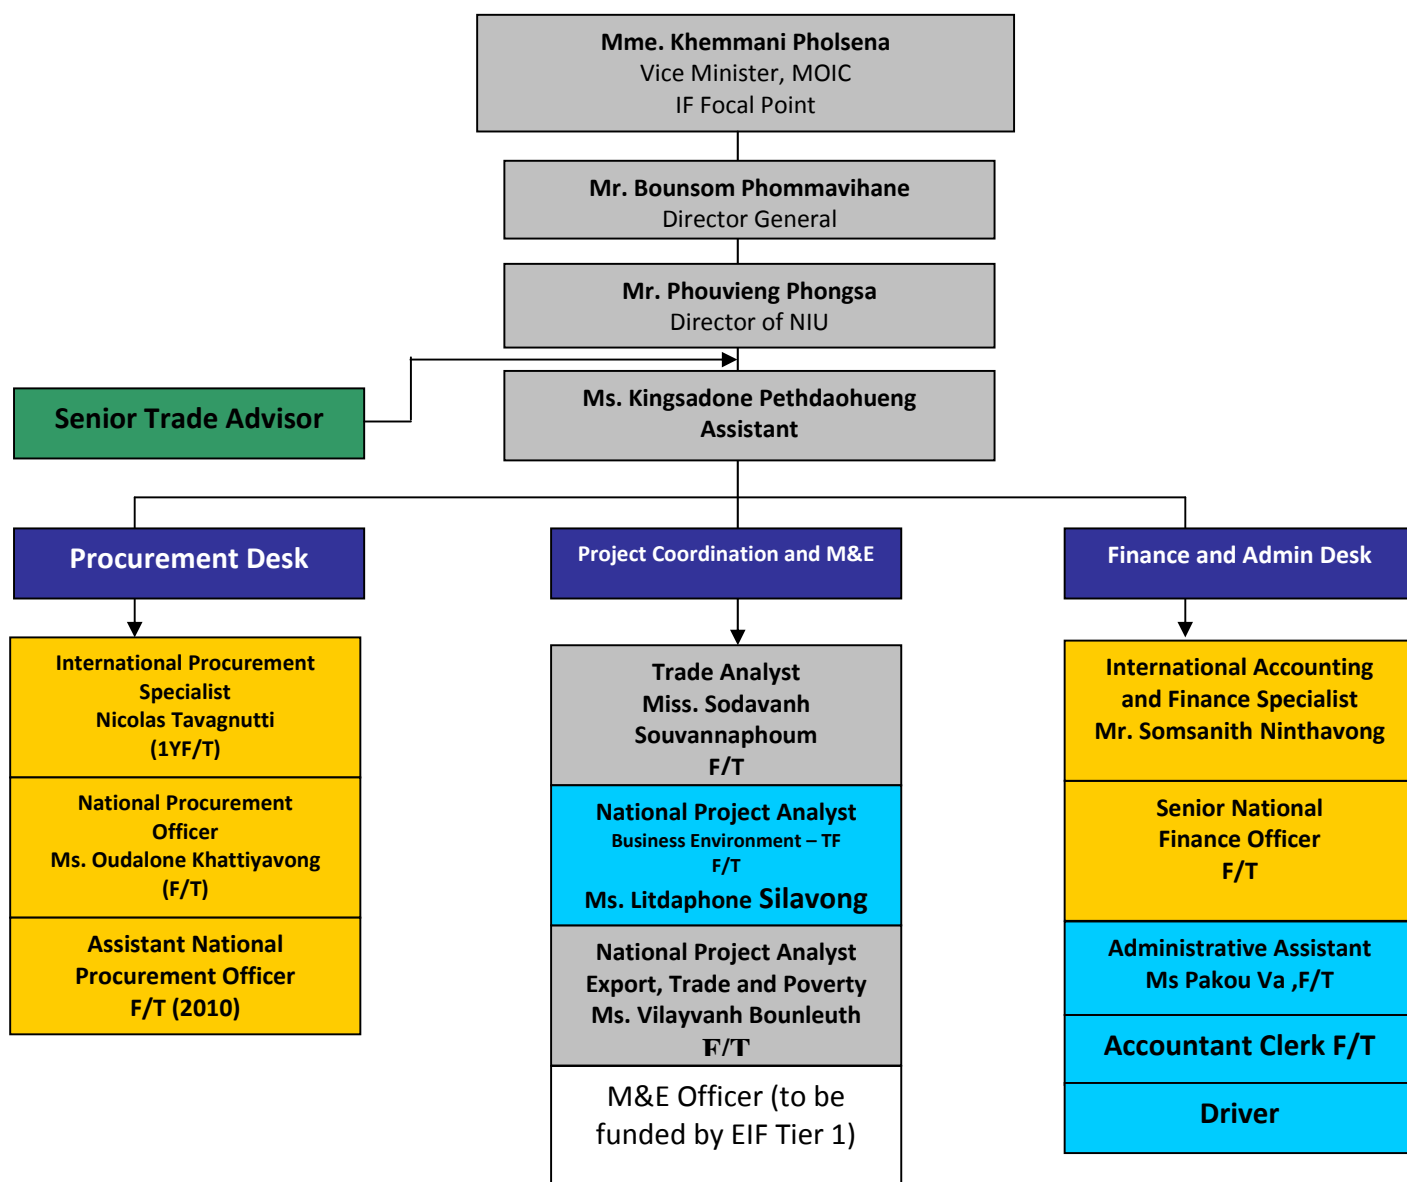 Mme. Khemmani Pholsena
Vice Minister, MOIC
IF Focal Point
Mr. Bounsom Phommavihane
Director General
Mr. Phouvieng Phongsa
Director of NIU
Senior Trade Advisor
Ms. Kingsadone Pethdaohueng
Assistant
Procurement Desk
International Procurement
Specialist
Nicolas Tavagnutti
(1YF/T)
National Procurement
Officer
Ms. Oudalone Khattiyavong
(F/T)
Assistant National
Procurement Officer
F/T (2010)
Project Coordination and M&E
Trade Analyst
Miss. Sodavanh
Souvannaphoum
F/T
National Project Analyst
Business Environment – TF
F/T
Ms. Litdaphone Silavong
National Project Analyst
Export, Trade and Poverty
Ms. Vilayvanh Bounleuth
F/T
M&E Officer (to be
funded by EIF Tier 1)
Finance and Admin Desk
International Accounting
and Finance Specialist
Mr. Somsanith Ninthavong
Senior National
Finance Officer
F/T
Administrative Assistant
Ms Pakou Va ,F/T
Accountant Clerk F/T
Driver